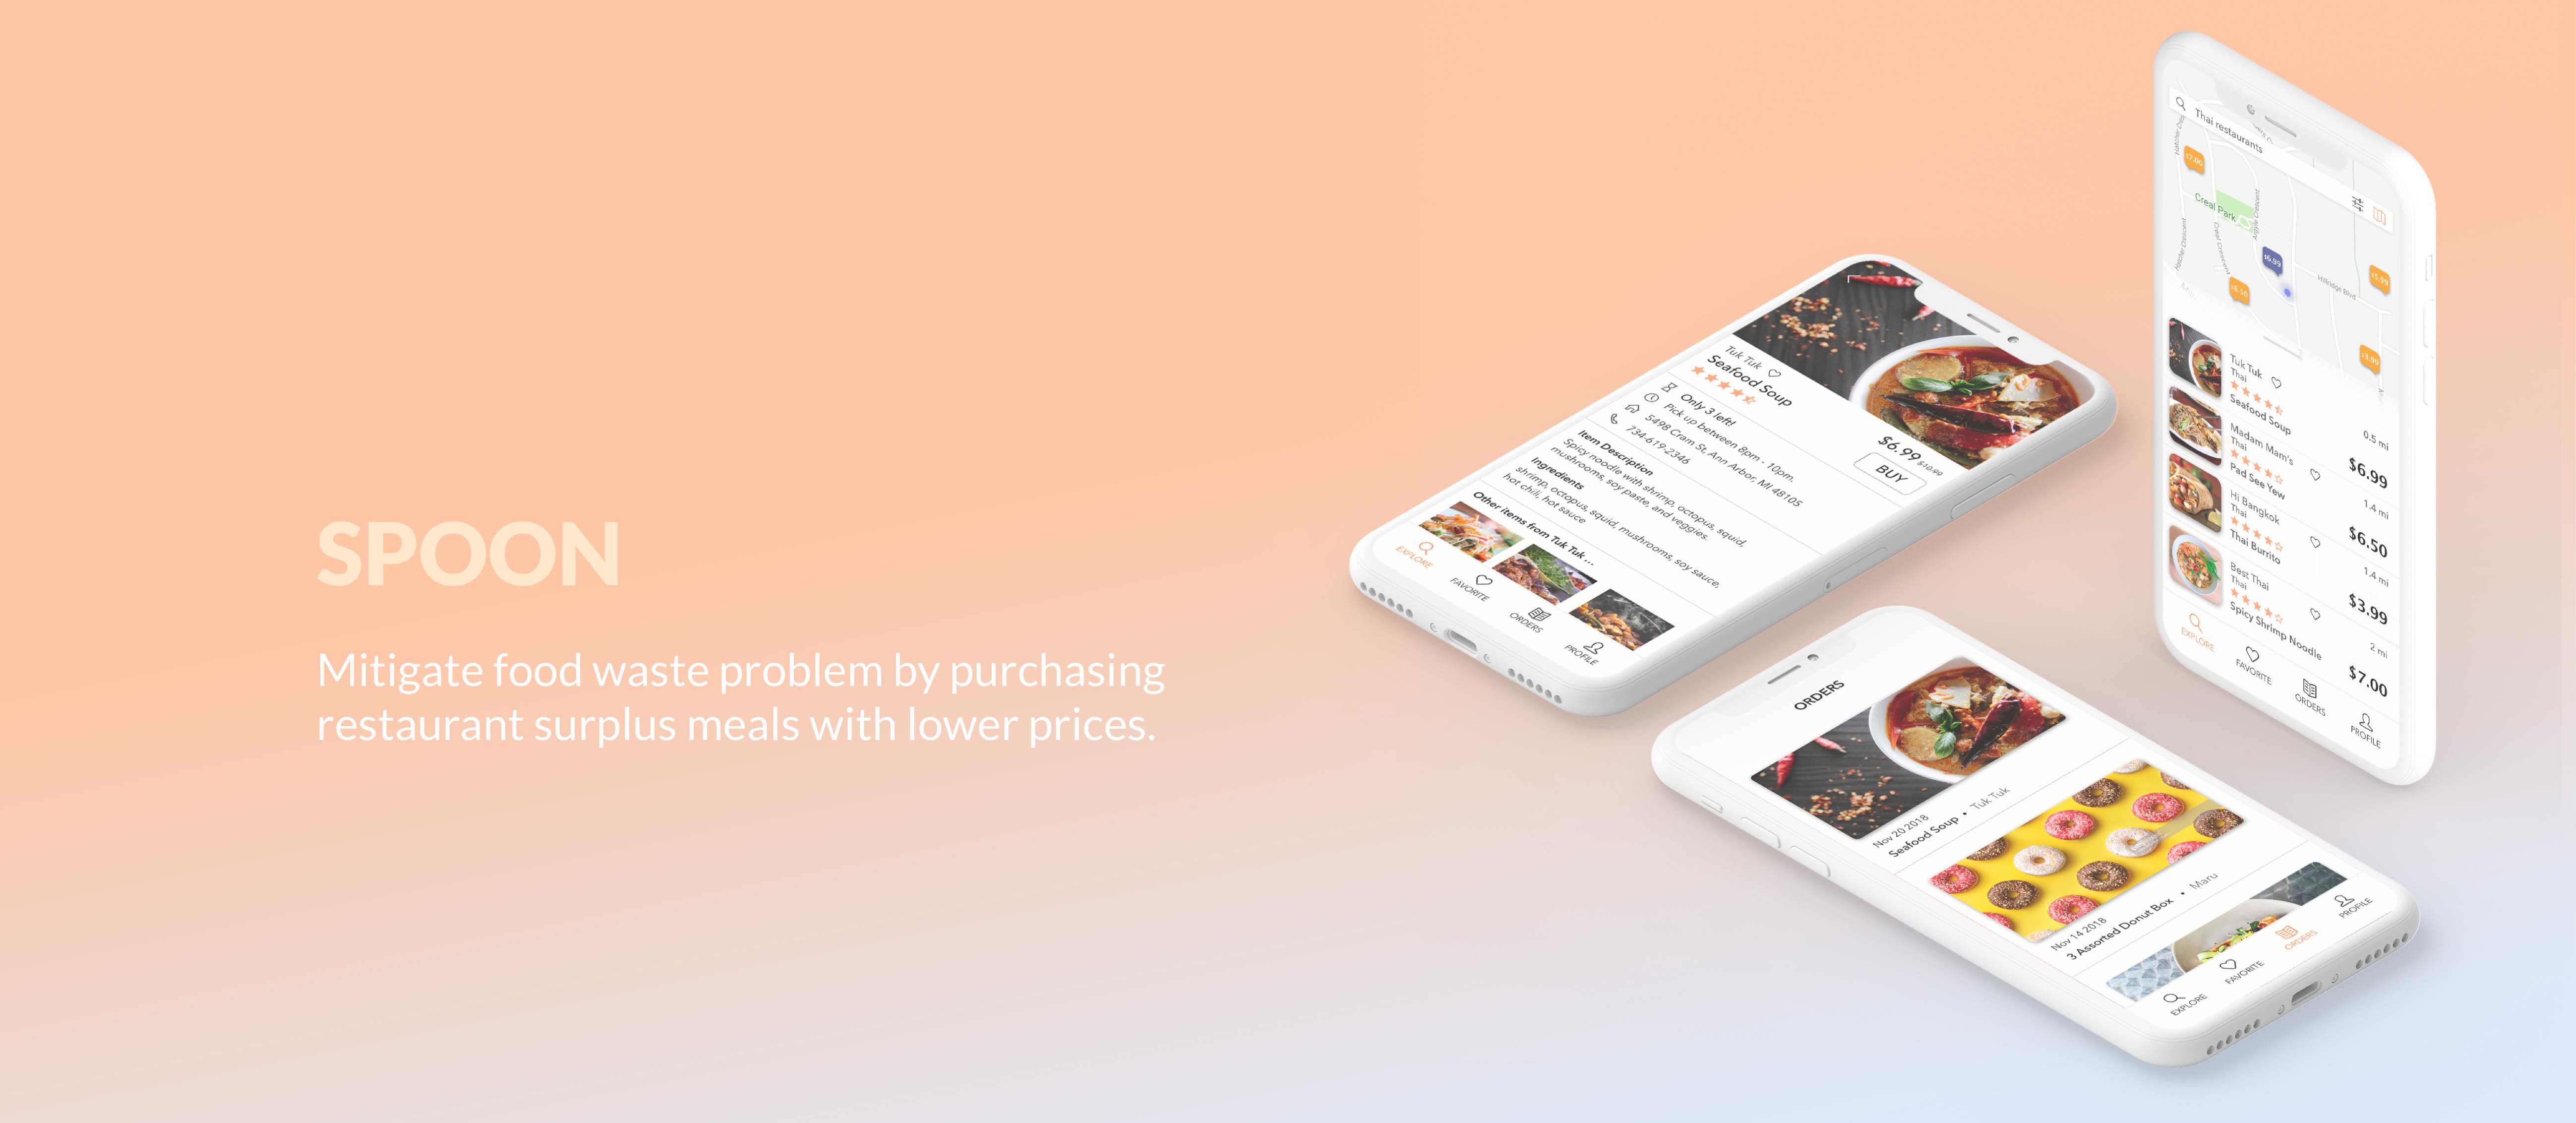 SPOON
Mitigate food waste problem by purchasing
restaurant surplus meals with lower prices.
Tuk Tuk
Seafood Soup
$6.99 $10.99
BUY
Only 3 left!
Pick up between 8pm - 10pm.
5498 Cram St, Ann Arbor, MI 48105
734-619-2346
Item Description
Spicy noodle with shrimp, octopus, squid,
mushrooms, soy paste, and veggies.
Ingredients
shrimp, octopus, squid, mushrooms, soy sauce,
hot chili, hot sauce
Other items from Tuk Tuk...
EXPLORE
FAVORITE
ORDERS
PROFILE
Thai restaurants
Hatcher Crescent
$7.00
Creal Park
Creal Crescent
Argyle Crescent
$6.99
$6.50
Hillridge Blvd
$5.99
$3.99
Tuk Tuk
Thai
Seafood Soup
0.5 mi
$6.99
Madam Mam's
Thai
Pad See Yew
1.4 mi
$6.50
Hi Bangkok
Thai
Thai Burrito
1.4 mi
$3.99
Best Thai
Thai
Spicy Shrimp Noodle
2 mi
$7.00
EXPLORE
FAVORITE
ORDERS
PROFILE
ORDERS
Nov 20 2018
Seafood Soup • Tuk Tuk
Nov 14 2018
3 Assorted Donut Box • Maru
EXPLORE
FAVORITE
ORDERS
PROFILE